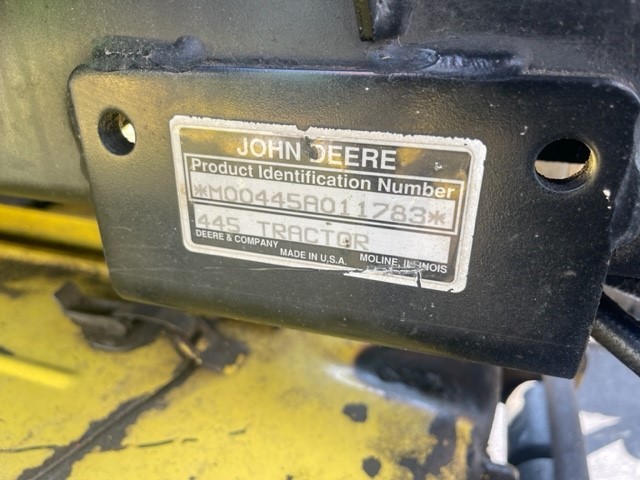 JOHN DEERE
Product Identification Number
*M00445A011783*
445 TRACTOR
DEERE & COMPANY
MADE IN U.S.A. MOLINE, ILLINOIS